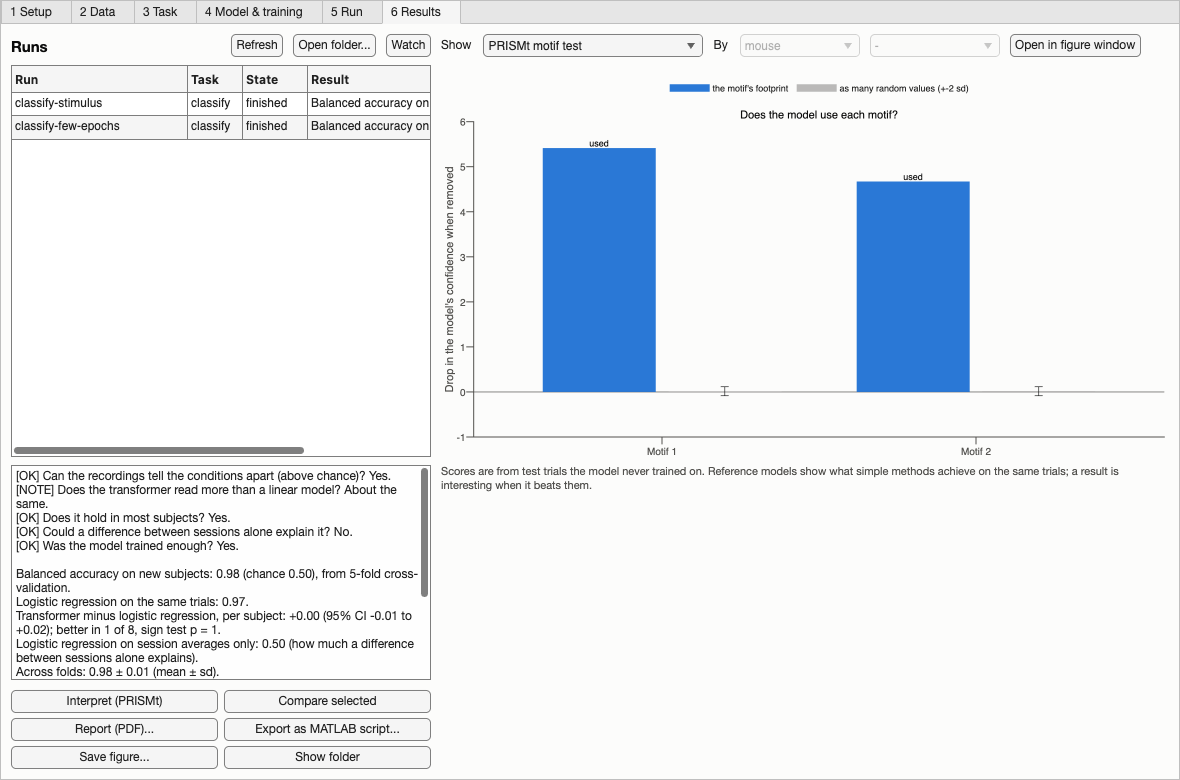 1 Setup
2 Data
3 Task
4 Model & training
5 Run
6 Results
Runs
Refresh
Open folder...
Watch
Show
PRISMt motif test
By
mouse
-
Open in figure window
Run
Task
State
Result
classify-stimulus
classify
finished
Balanced accuracy on
classify-few-epochs
classify
finished
Balanced accuracy on
the motif's footprint
as many random values (+-2 sd)
Does the model use each motif?
Drop in the model's confidence when removed
6
5
4
3
2
1
0
-1
used
used
Motif 1
Motif 2
Scores are from test trials the model never trained on. Reference models show what simple methods achieve on the same trials; a result is
interesting when it beats them.
[OK] Can the recordings tell the conditions apart (above chance)? Yes.
[NOTE] Does the transformer read more than a linear model? About the
same.
[OK] Does it hold in most subjects? Yes.
[OK] Could a difference between sessions alone explain it? No.
[OK] Was the model trained enough? Yes.
Balanced accuracy on new subjects: 0.98 (chance 0.50), from 5-fold cross-
validation.
Logistic regression on the same trials: 0.97.
Transformer minus logistic regression, per subject: +0.00 (95% CI -0.01 to
+0.02); better in 1 of 8, sign test p = 1.
Logistic regression on session averages only: 0.50 (how much a difference
between sessions alone explains).
Across folds: 0.98 ± 0.01 (mean ± sd).
Interpret (PRISMt)
Compare selected
Report (PDF)...
Export as MATLAB script...
Save figure...
Show folder